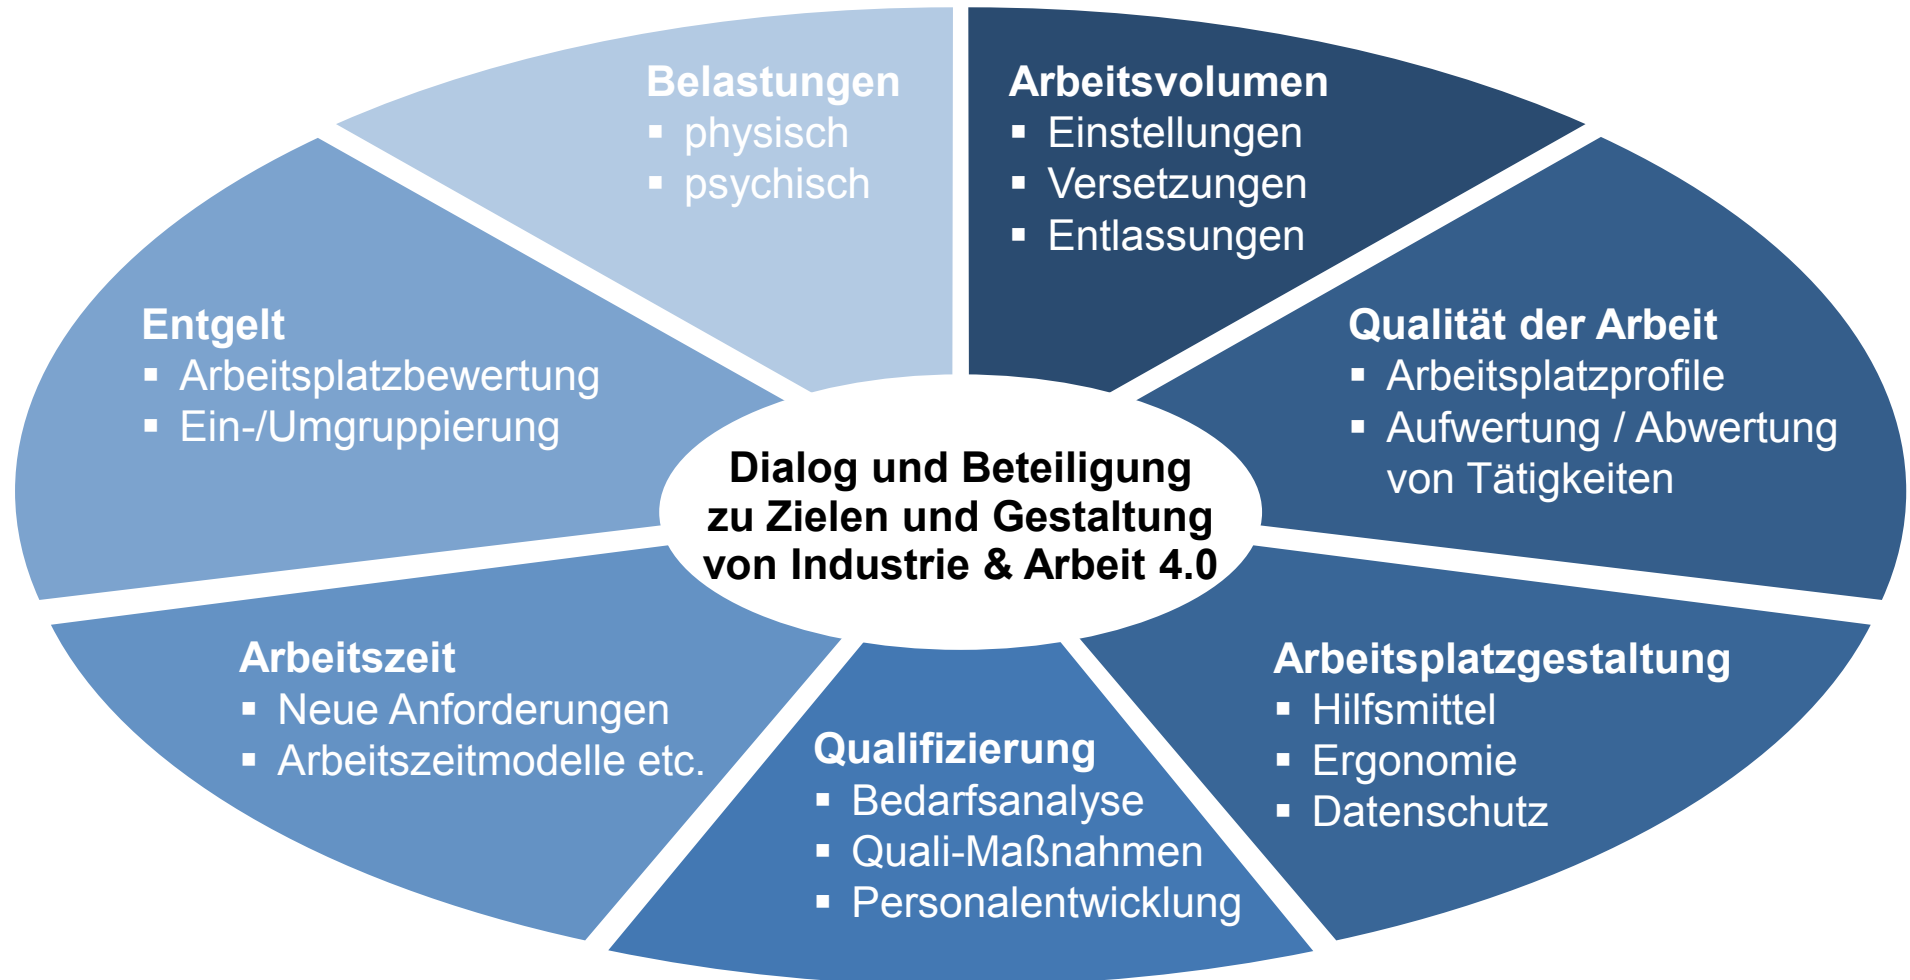 Belastungen
▪ physisch
▪ psychisch
Arbeitsvolumen
▪ Einstellungen
▪ Versetzungen
▪ Entlassungen
Qualität der Arbeit
▪ Arbeitsplatzprofile
▪ Aufwertung / Abwertung
von Tätigkeiten
Arbeitsplatzgestaltung
▪ Hilfsmittel
▪ Ergonomie
▪ Datenschutz
Qualifizierung
▪ Bedarfsanalyse
▪ Quali-Maßnahmen
▪ Personalentwicklung
Arbeitszeit
▪ Neue Anforderungen
▪ Arbeitszeitmodelle etc.
Entgelt
▪ Arbeitsplatzbewertung
▪ Ein-/Umgruppierung
Dialog und Beteiligung
zu Zielen und Gestaltung
von Industrie & Arbeit 4.0